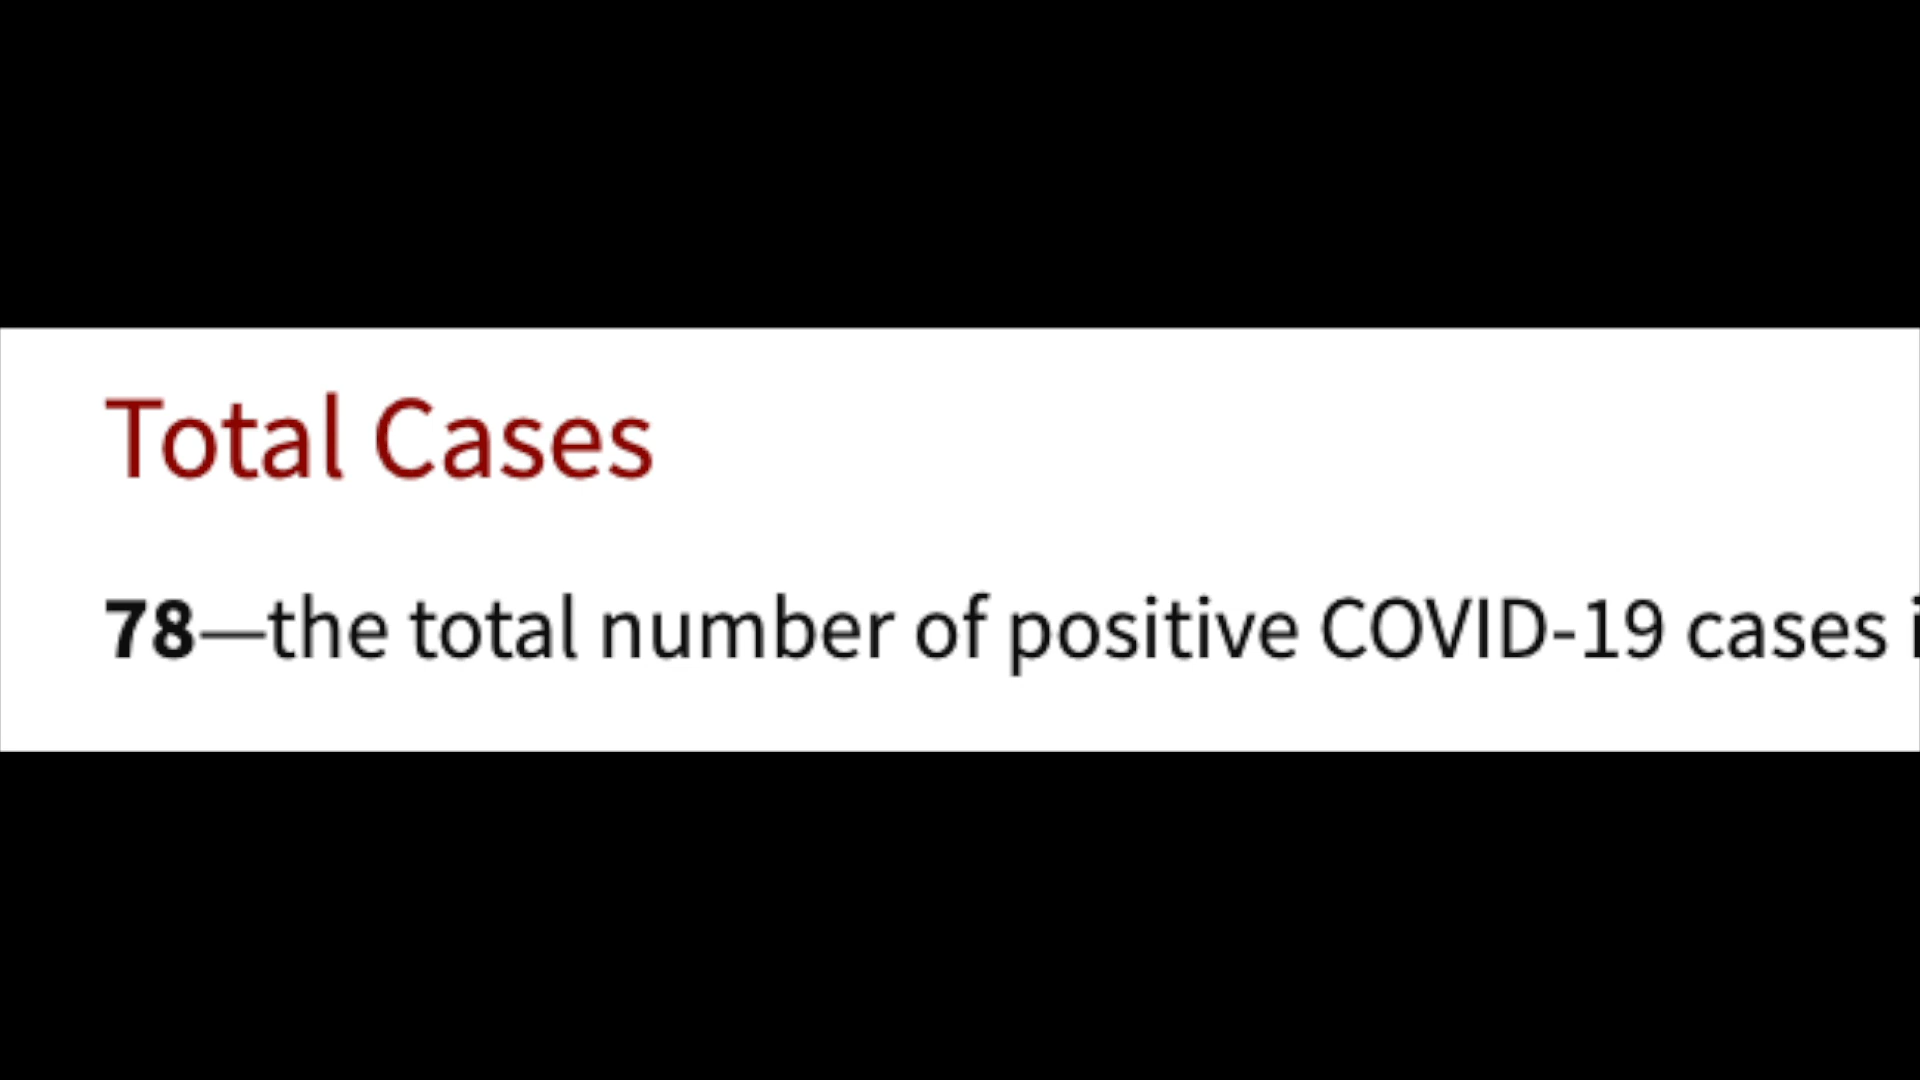 Total Cases
78—the total number of positive COVID-19 cases